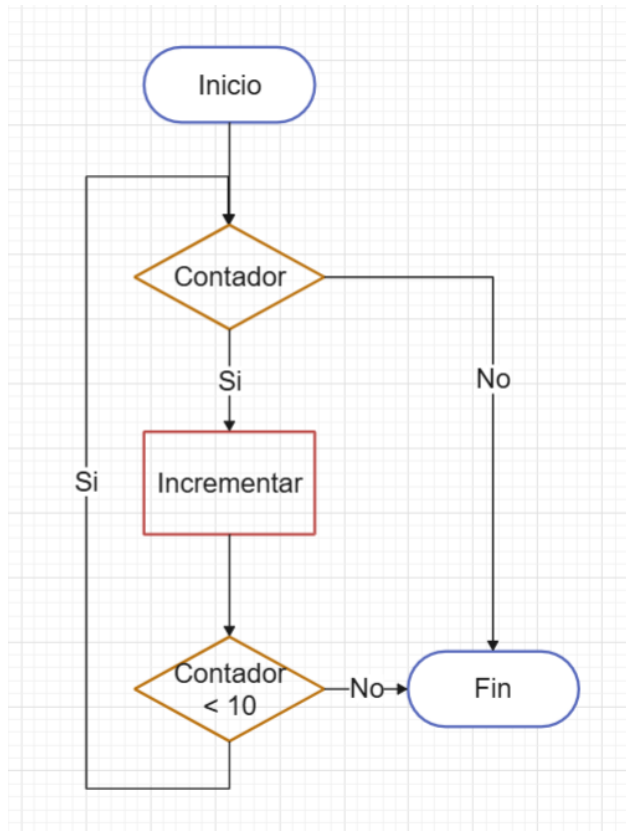 Inicio
Contador
Si
No
Si
Incrementar
Contador
< 10
No
Fin